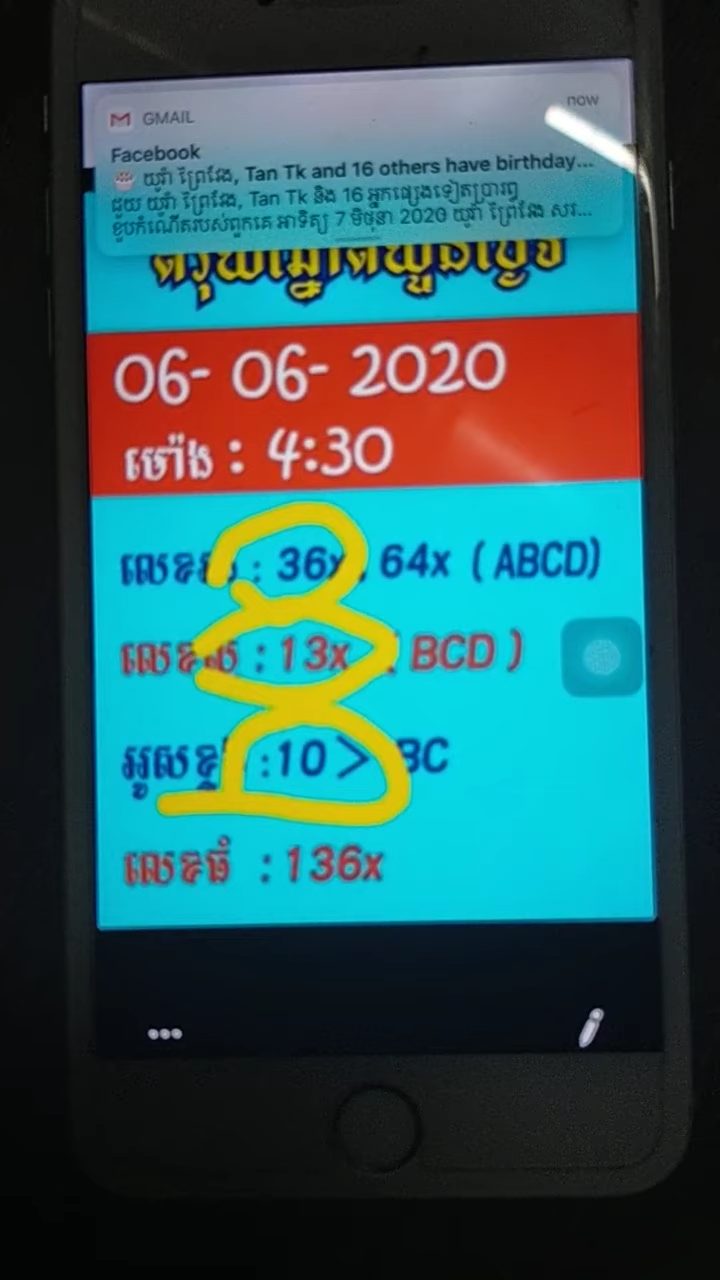 GMAIL
now
Facebook
🎂 យូរ៉ា ព្រៃវែង, Tan Tk and 16 others have birthday...
ជូយ យូរ៉ា ព្រៃវែង, Tan Tk និង 16 អ្នកផ្សេងទៀតប្រារព្ធ
ខួបកំណើតរបស់ពួកគេ អាទិត្យ 7 មិថុនា 2020 យូរ៉ា ព្រៃវែង សរ...
06- 06- 2020
ម៉ោង : 4:30
: 36x, 64x ( ABCD)
: 13x ( BCD )
:10> BC
លេខធំ : 136x